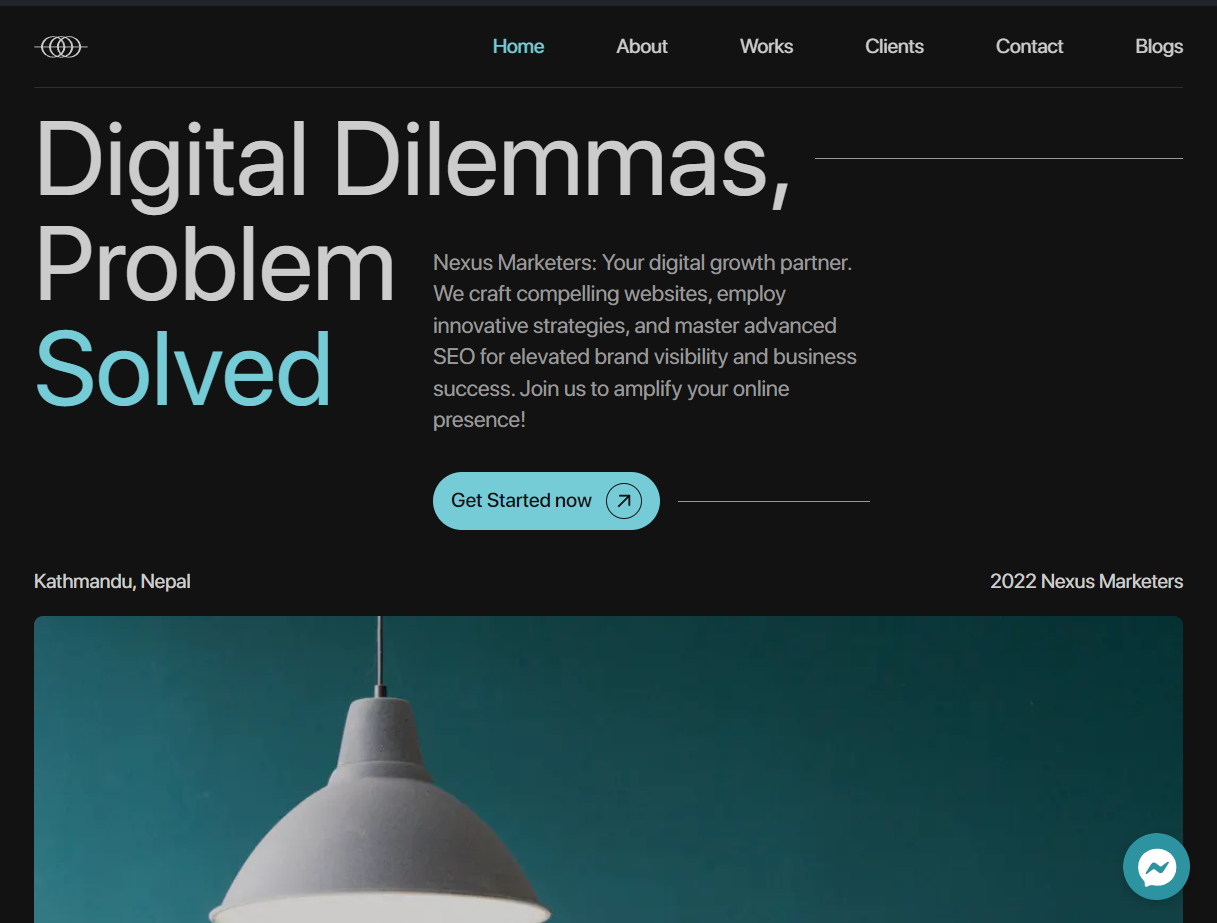 Home About Works Clients Contact Blogs
Digital Dilemmas,
Problem
Solved
Nexus Marketers: Your digital growth partner.
We craft compelling websites, employ
innovative strategies, and master advanced
SEO for elevated brand visibility and business
success. Join us to amplify your online
presence!
Get Started now
Kathmandu, Nepal
2022 Nexus Marketers